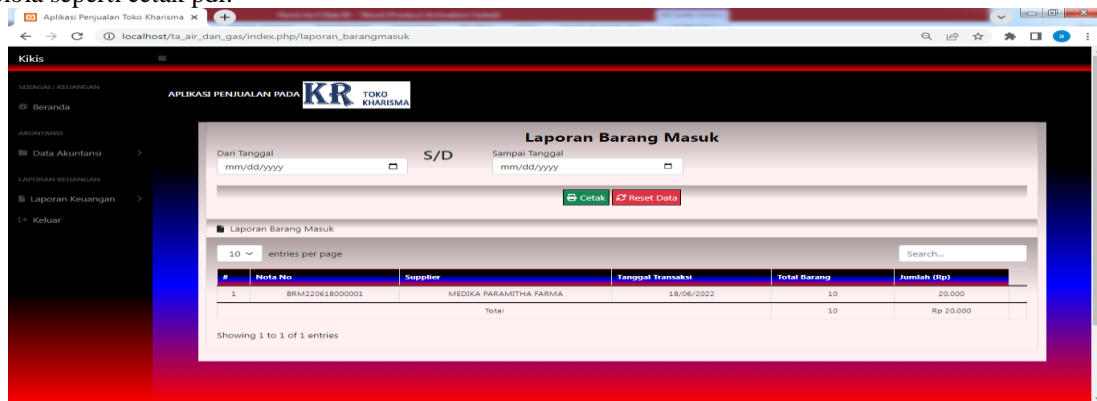 seperti cetak pdf.
Aplikasi Penjualan Toko Kharisma
localhost/ta_air_dan_gas/index.php/laporan_barangmasuk
a
Kikis
SEBAGAI : KEUANGAN
Beranda
AKUNTANSI
Data Akuntansi
LAPORAN KEUANGAN
Laporan Keuangan
Keluar
APLIKASI PENJUALAN PADA KR TOKO KHARISMA
Laporan Barang Masuk
Dari Tanggal S/D Sampai Tanggal
mm/dd/yyyy mm/dd/yyyy
Cetak Reset Data
Laporan Barang Masuk
10 entries per page Search...
# Nota No Supplier Tanggal Transaksi Total Barang Jumlah (Rp)
1 BRM220618000001 MEDIKA PARAMITHA FARMA 18/06/2022 10 20.000
Total 10 Rp 20.000
Showing 1 to 1 of 1 entries